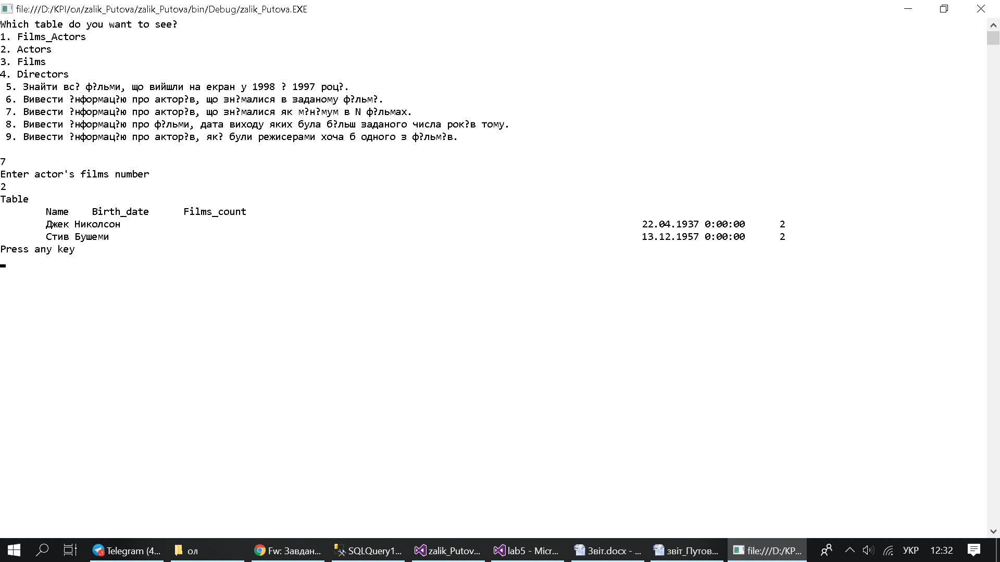 file:///D:/KPI/ол/zalik_Putova/zalik_Putova/bin/Debug/zalik_Putova.EXE
Which table do you want to see?
1. Films_Actors
2. Actors
3. Films
4. Directors
5. Знайти вс? ф?льми, що вийшли на екран у 1998 ? 1997 роц?.
6. Вивести ?нформац?ю про актор?в, що зн?малися в заданому ф?льм?.
7. Вивести ?нформац?ю про актор?в, що зн?малися як м?н?мум в N ф?льмах.
8. Вивести ?нформац?ю про ф?льми, дата виходу яких була б?льш заданого числа рок?в тому.
9. Вивести ?нформац?ю про актор?в, як? були режисерами хоча б одного з ф?льм?в.
7
Enter actor's films number
2
Table
Name Birth_date Films_count
Джек Николсон 22.04.1937 0:00:00 2
Стив Бушеми 13.12.1957 0:00:00 2
Press any key
Telegram (4... ол Fw: Завдан... SQLQuery1... zalik_Putov... lab5 - Micr... Звіт.docx - ... звіт_Путов... file:///D:/KP... УКР 12:32